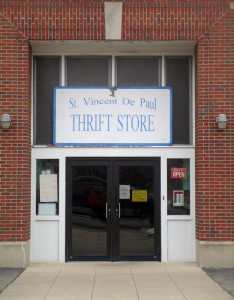 St. Vincent De Paul
THRIFT STORE
OPEN